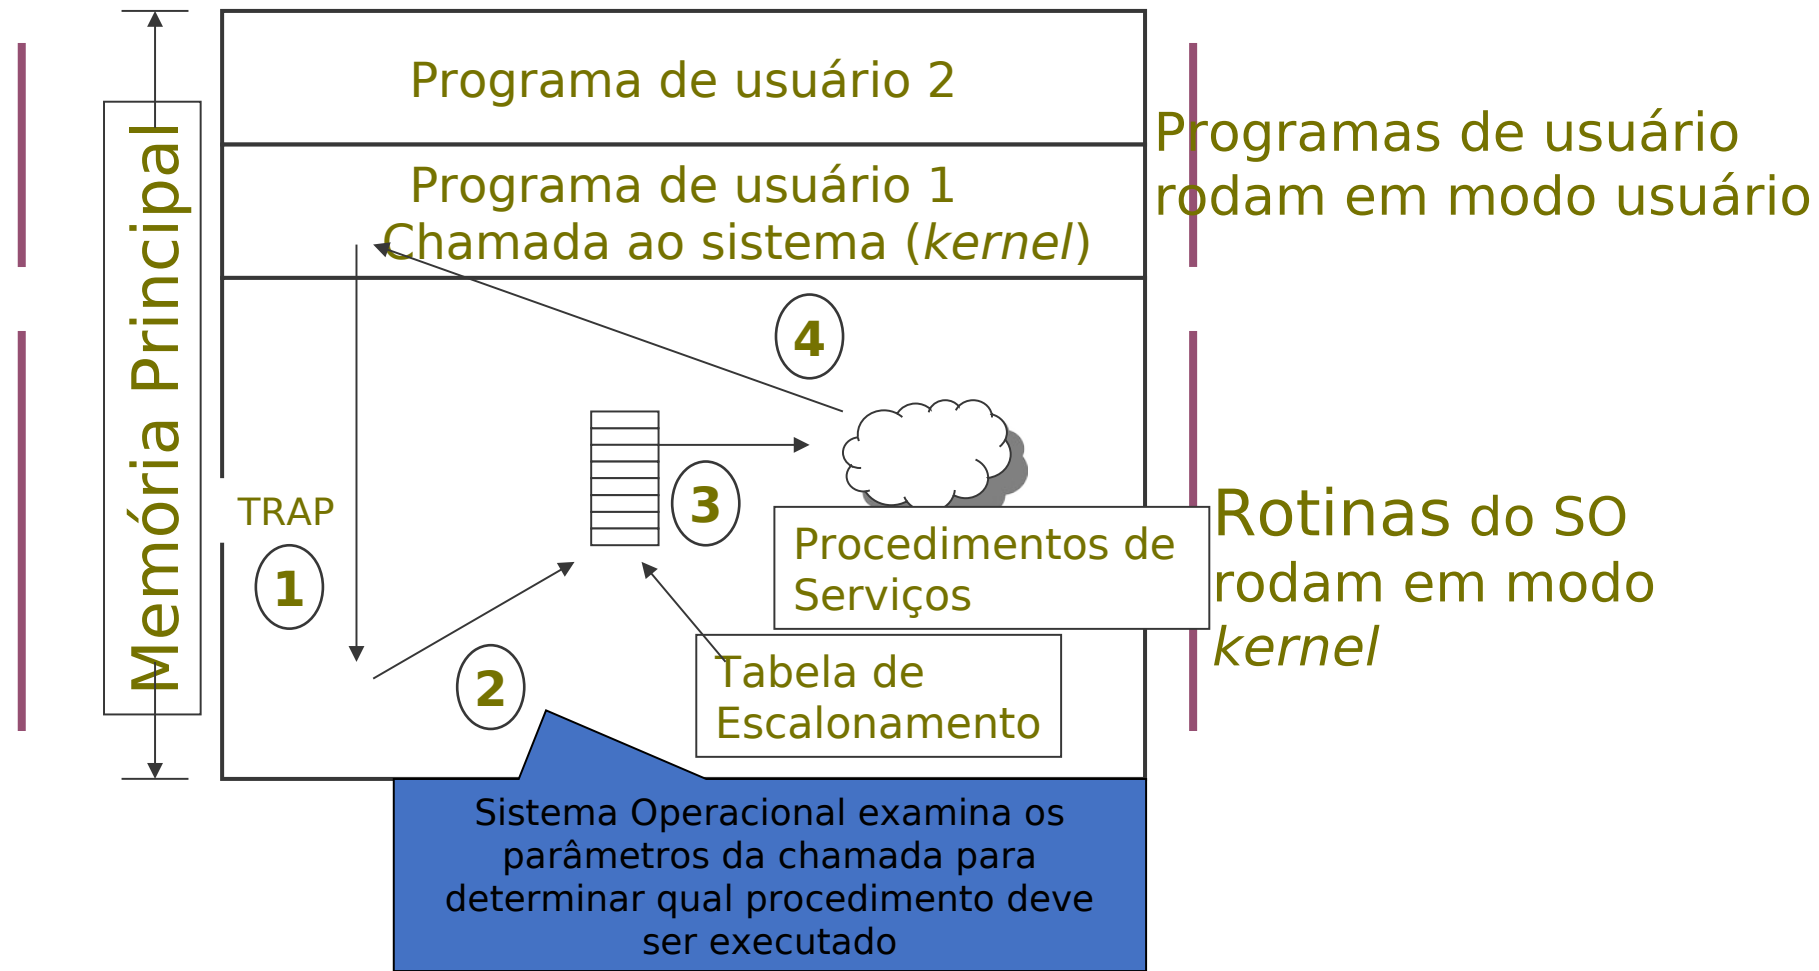 Programa de usuário 2
Programa de usuário 1
Chamada ao sistema (kernel)
Programas de usuário
rodam em modo usuário
Memória Principal
4
3
TRAP
1
2
Procedimentos de
Serviços
Tabela de
Escalonamento
Rotinas do SO
rodam em modo
kernel
Sistema Operacional examina os
parâmetros da chamada para
determinar qual procedimento deve
ser executado